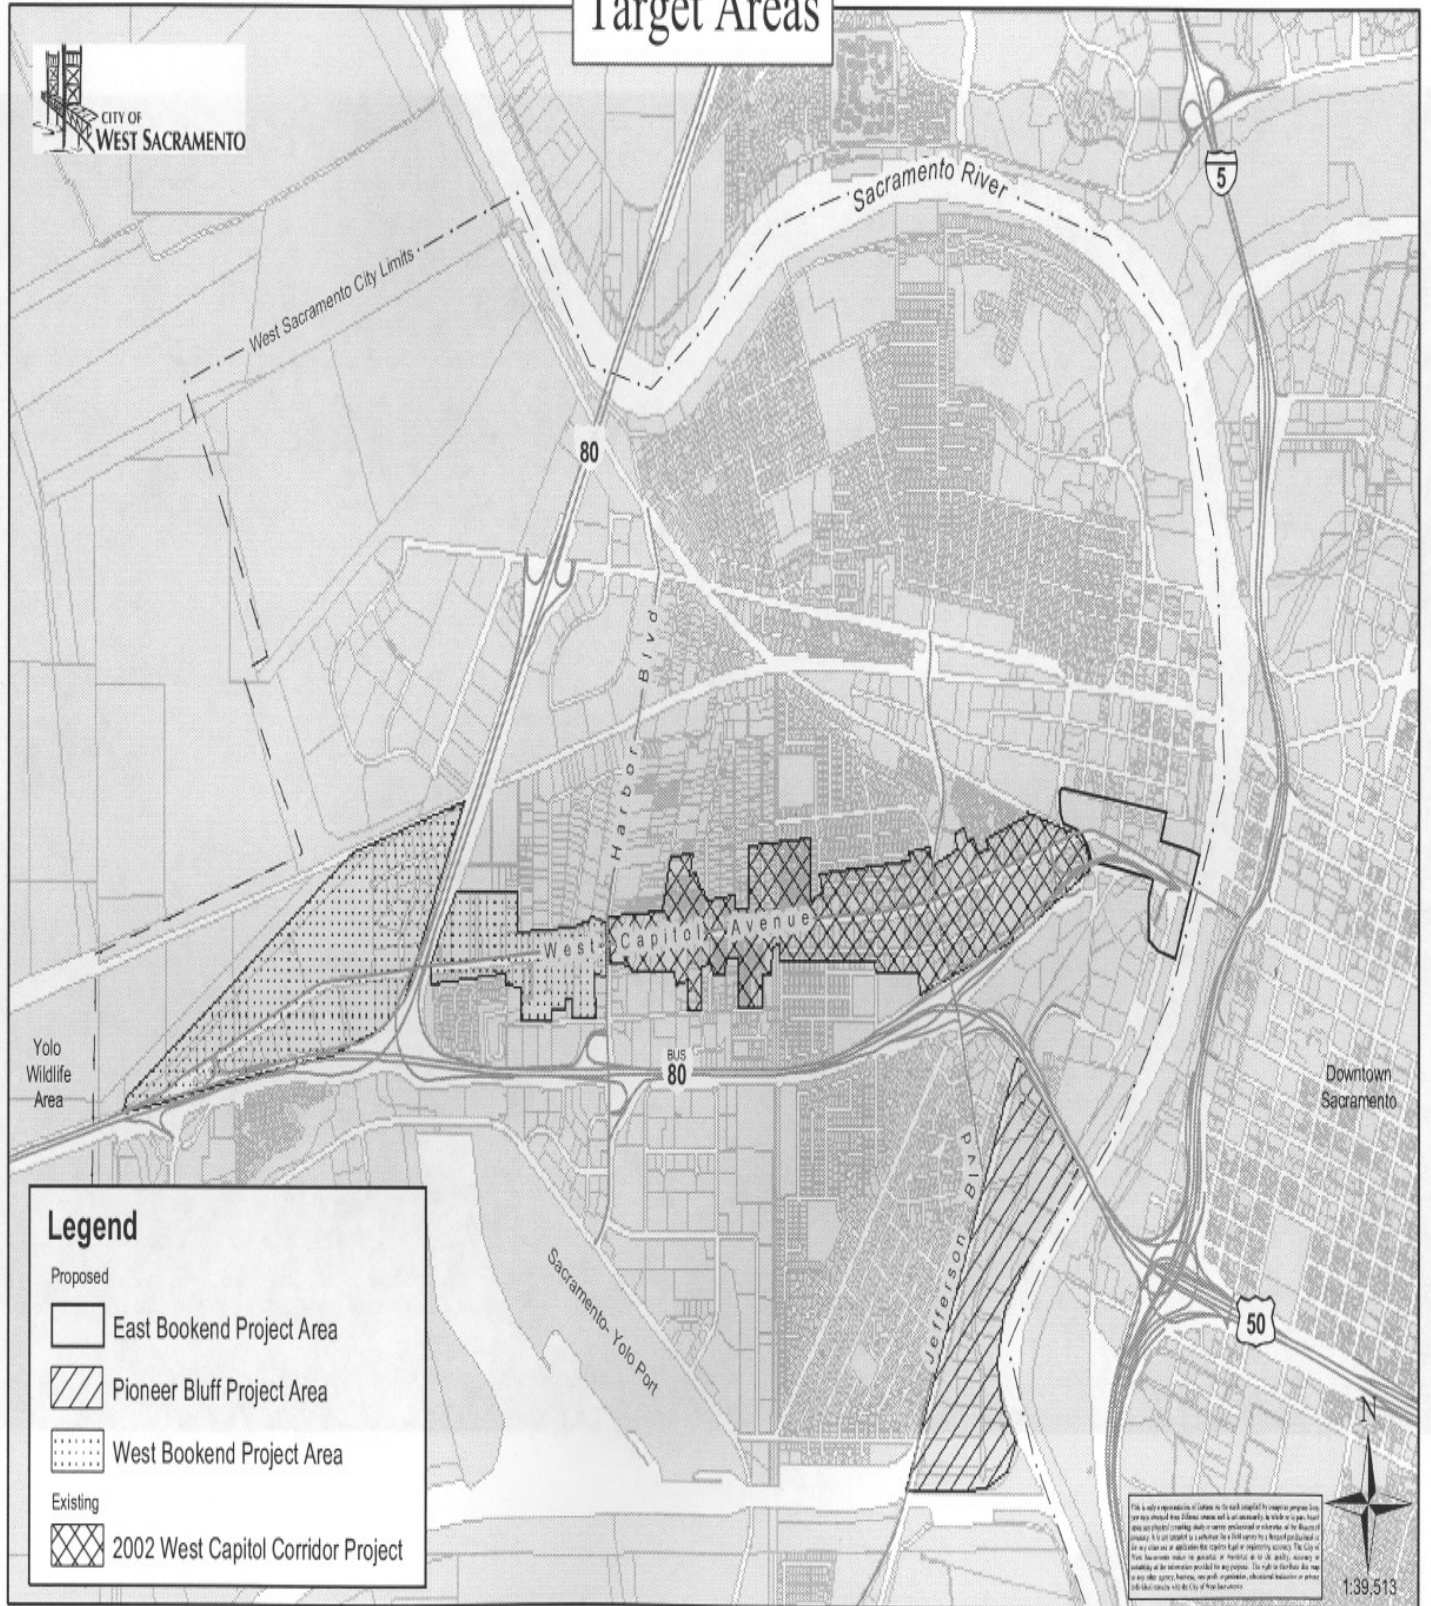 Target Areas
CITY OF
WEST SACRAMENTO
5
Sacramento River
West Sacramento City Limits
80
Harbor Blvd
West Capitol Avenue
Yolo
Wildlife
Area
BUS
80
Downtown
Sacramento
Jefferson Blvd
Sacramento-Yolo Port
50
Legend
Proposed
East Bookend Project Area
Pioneer Bluff Project Area
West Bookend Project Area
Existing
2002 West Capitol Corridor Project
N
1:39,513